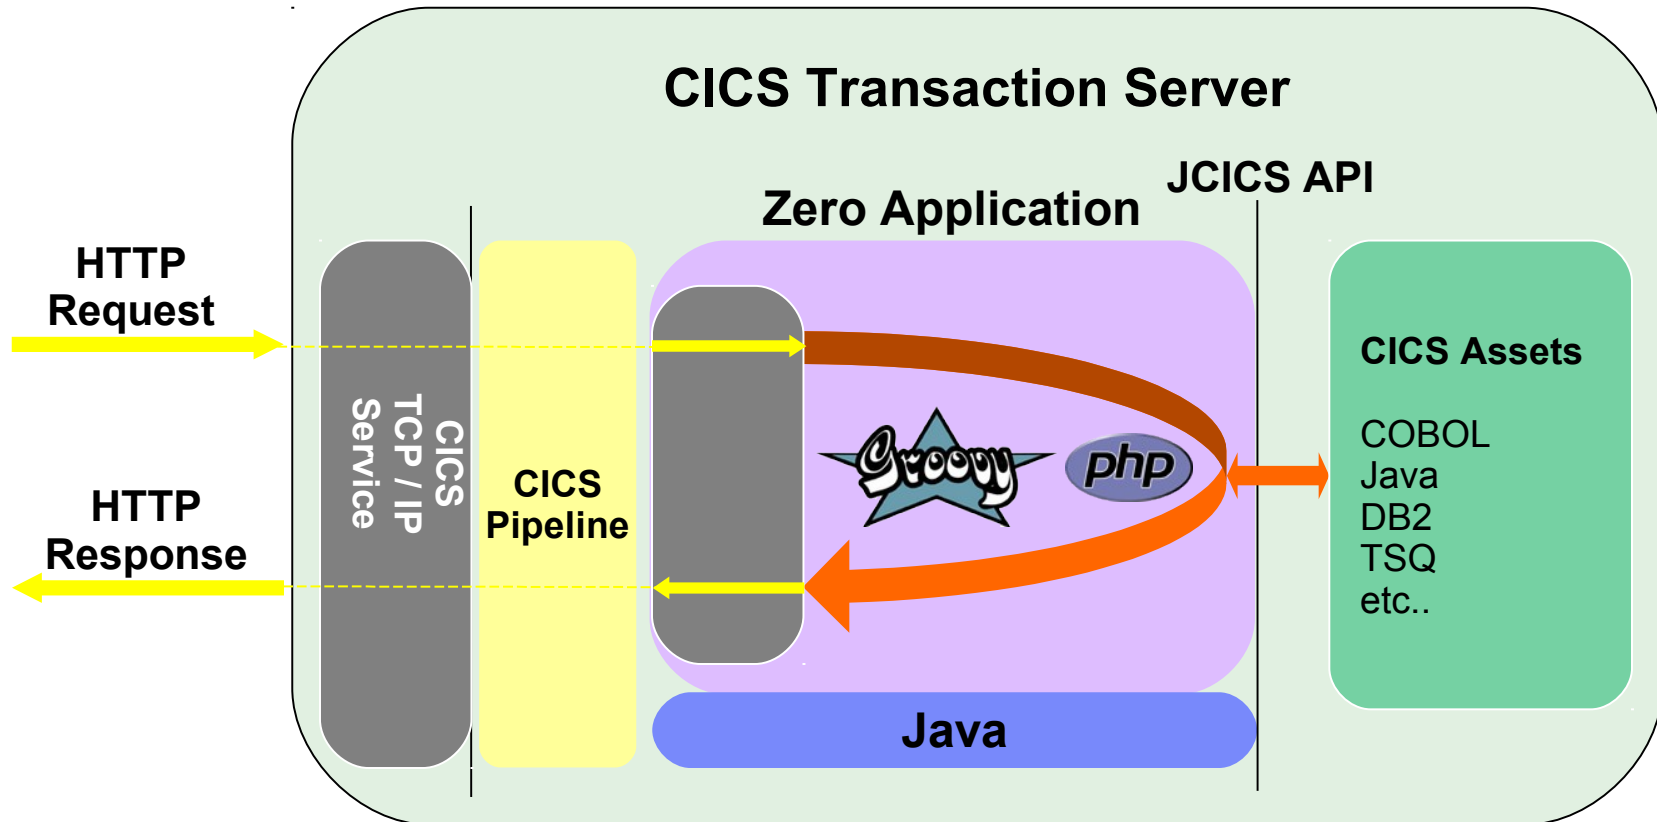 CICS Transaction Server
JCICS API
Zero Application
HTTP
Request
CICS
TCP / IP
Service
CICS
Pipeline
Groovy
php
CICS Assets
COBOL
Java
DB2
TSQ
etc..
HTTP
Response
Java